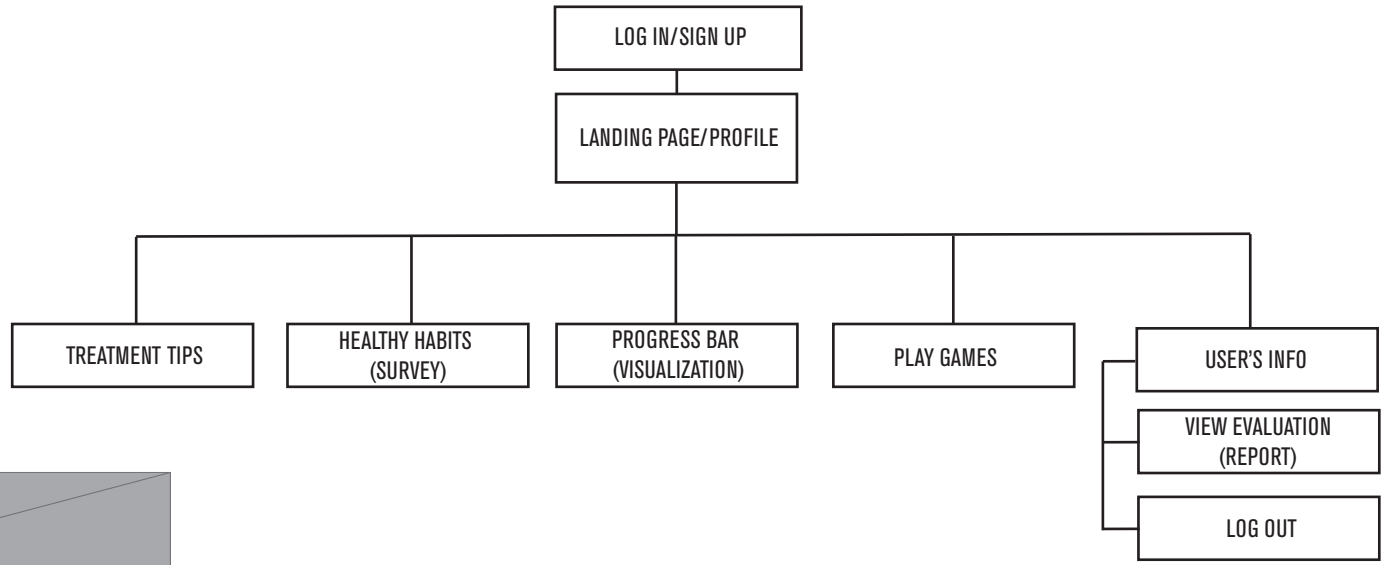 LOG IN/SIGN UP
LANDING PAGE/PROFILE
TREATMENT TIPS
HEALTHY HABITS
(SURVEY)
PROGRESS BAR
(VISUALIZATION)
PLAY GAMES
USER'S INFO
VIEW EVALUATION
(REPORT)
LOG OUT